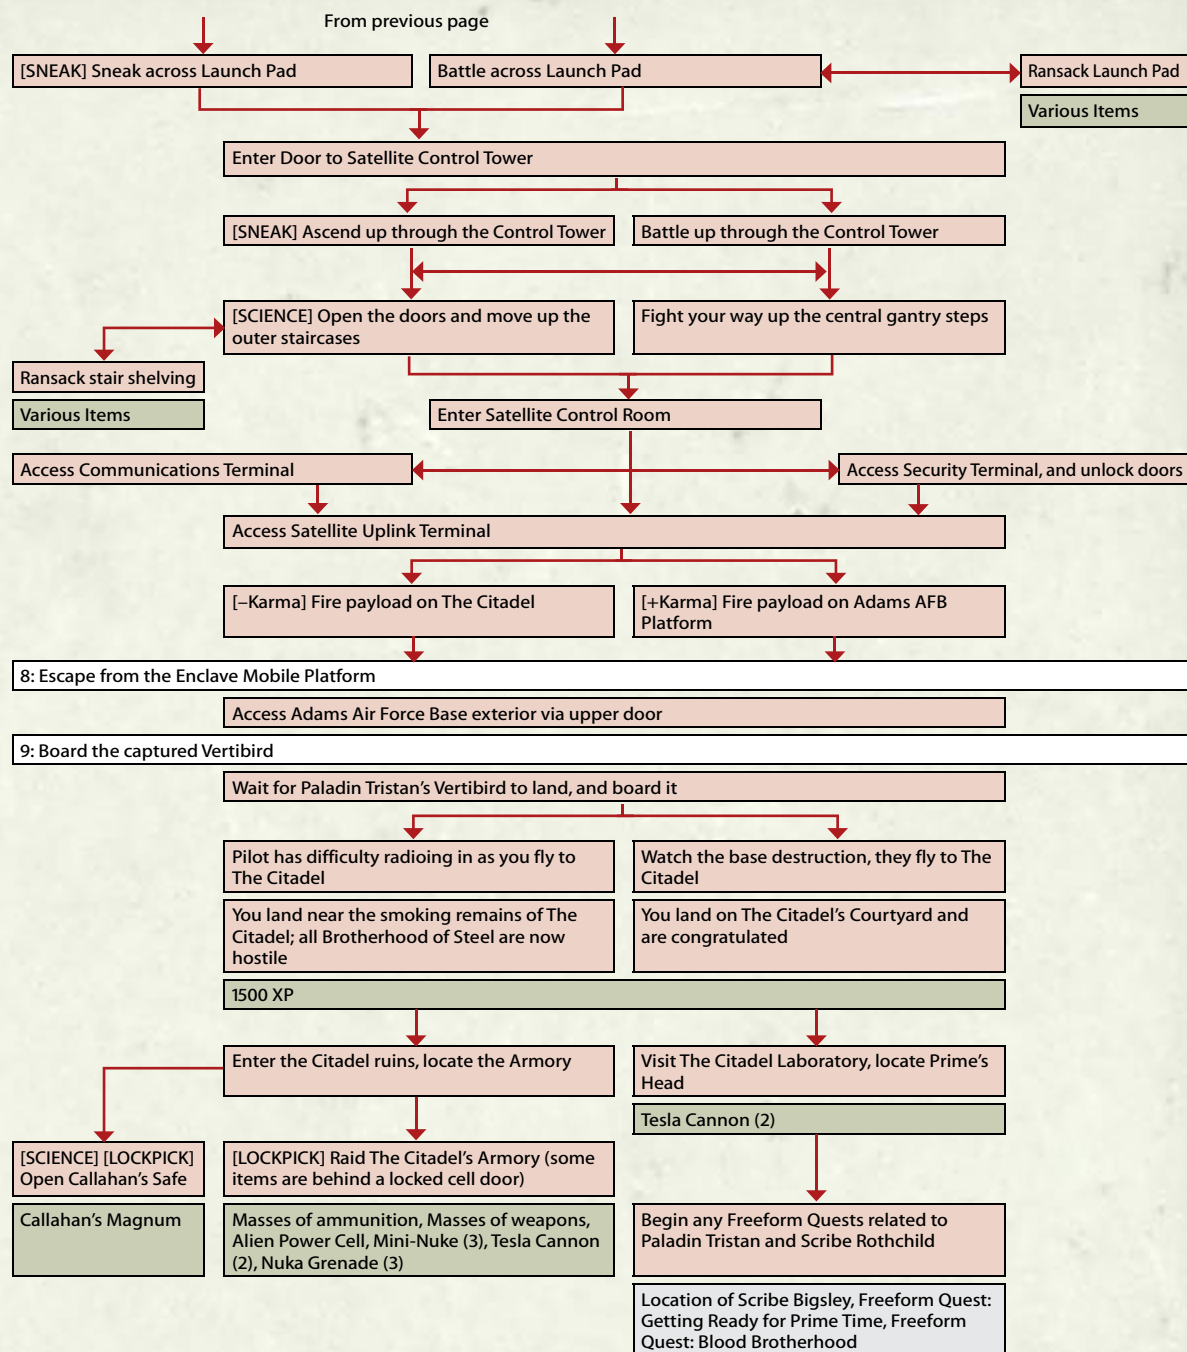 From previous page
[SNEAK] Sneak across Launch Pad
Battle across Launch Pad
Ransack Launch Pad
Various Items
Enter Door to Satellite Control Tower
[SNEAK] Ascend up through the Control Tower
Battle up through the Control Tower
[SCIENCE] Open the doors and move up the
outer staircases
Fight your way up the central gantry steps
Ransack stair shelving
Various Items
Enter Satellite Control Room
Access Communications Terminal
Access Security Terminal, and unlock doors
Access Satellite Uplink Terminal
[–Karma] Fire payload on The Citadel
[+Karma] Fire payload on Adams AFB
Platform
8: Escape from the Enclave Mobile Platform
Access Adams Air Force Base exterior via upper door
9: Board the captured Vertibird
Wait for Paladin Tristan’s Vertibird to land, and board it
Pilot has difficulty radioing in as you fly to
The Citadel
Watch the base destruction, they fly to The
Citadel
You land near the smoking remains of The
Citadel; all Brotherhood of Steel are now
hostile
You land on The Citadel’s Courtyard and
are congratulated
1500 XP
Enter the Citadel ruins, locate the Armory
Visit The Citadel Laboratory, locate Prime’s
Head
Tesla Cannon (2)
[SCIENCE] [LOCKPICK]
Open Callahan’s Safe
[LOCKPICK] Raid The Citadel’s Armory (some
items are behind a locked cell door)
Callahan’s Magnum
Masses of ammunition, Masses of weapons,
Alien Power Cell, Mini-Nuke (3), Tesla Cannon
(2), Nuka Grenade (3)
Begin any Freeform Quests related to
Paladin Tristan and Scribe Rothchild
Location of Scribe Bigsley, Freeform Quest:
Getting Ready for Prime Time, Freeform
Quest: Blood Brotherhood